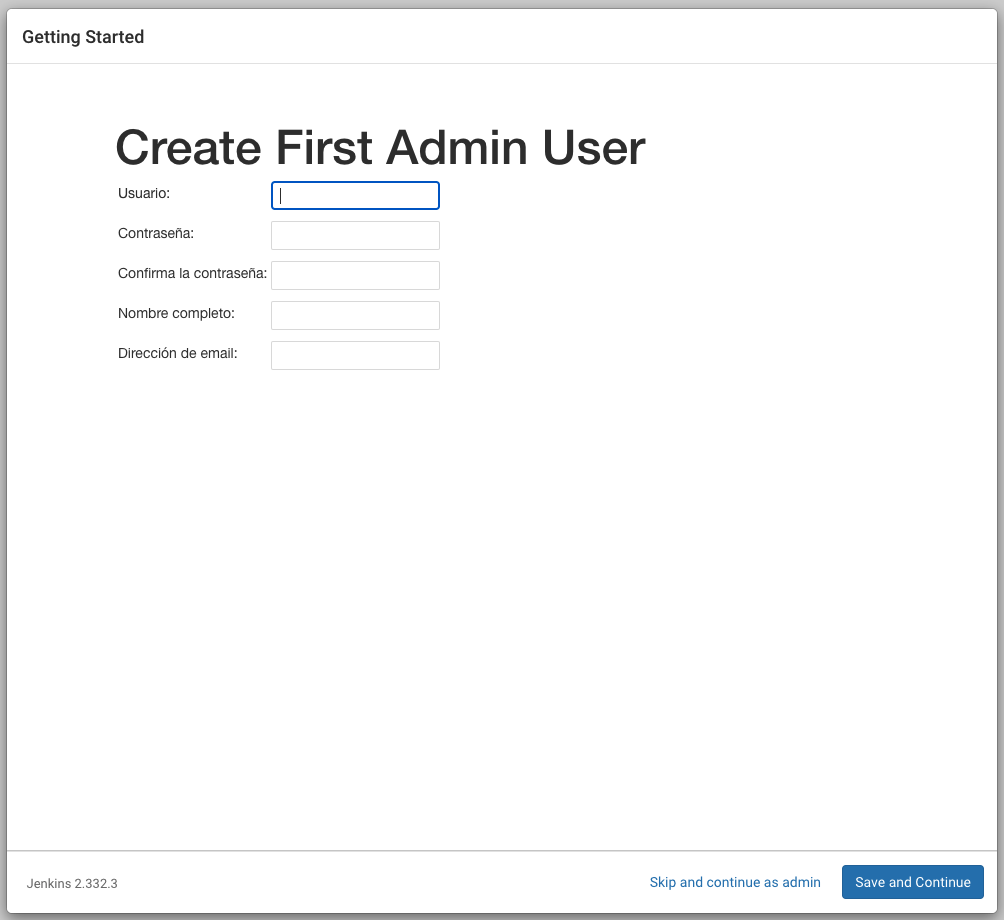 Getting Started
Create First Admin User
Usuario:
Contraseña:
Confirma la contraseña:
Nombre completo:
Dirección de email:
Jenkins 2.332.3
Skip and continue as admin
Save and Continue